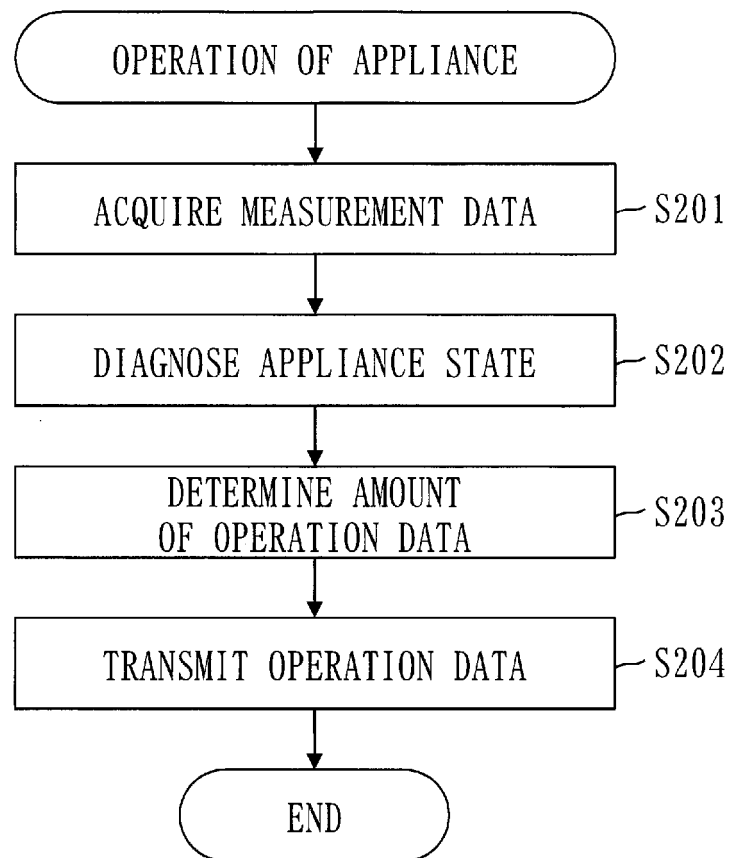 OPERATION OF APPLIANCE
ACQUIRE MEASUREMENT DATA
S201
DIAGNOSE APPLIANCE STATE
S202
DETERMINE AMOUNT
OF OPERATION DATA
S203
TRANSMIT OPERATION DATA
S204
END